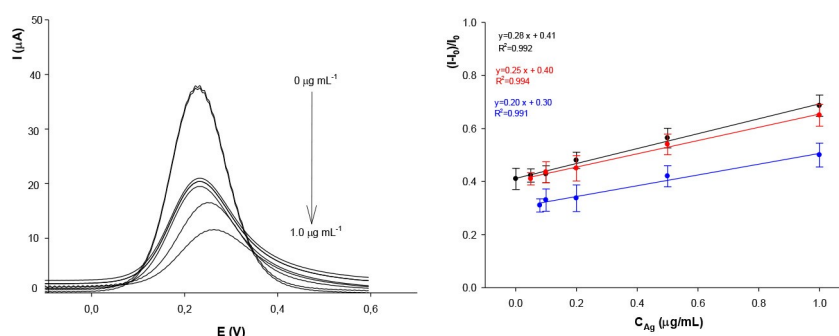 50
40
30
20
10
0
I (µA)
0 µg mL⁻¹
1.0 µg mL⁻¹
0,0
0,2
0,4
0,6
E (V)
1.0
0.8
0.6
0.4
0.2
0.0
(I-I₀)/I₀
y=0.28 x + 0.41
R²=0.992
y=0.25 x + 0.40
R²=0.994
y=0.20 x + 0.30
R²=0.991
0.0
0.2
0.4
0.6
0.8
1.0
C_Ag (µg/mL)